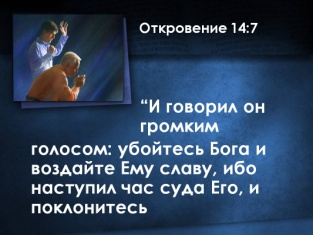 Откровение 14:7
“И говорил он
громким
голосом: убойтесь Бога и
воздайте Ему славу, ибо
наступил час суда Его, и
поклонитесь